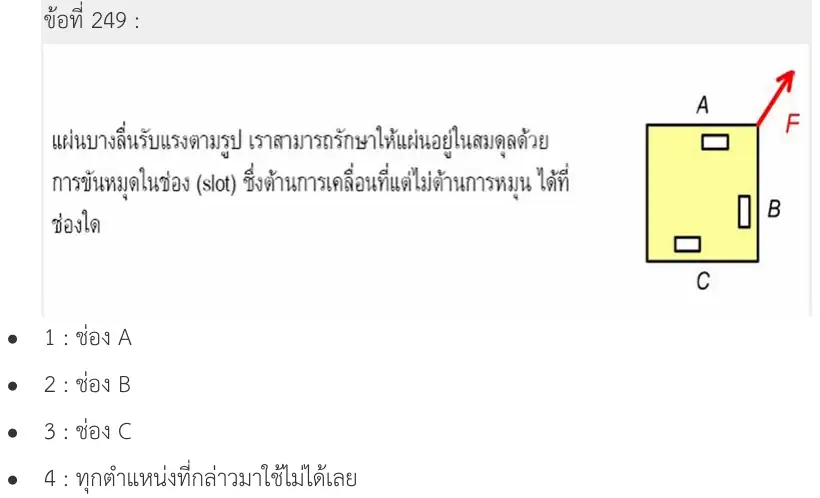 ข้อที่ 249 :
แผ่นบางลื่นรับแรงตามรูป เราสามารถรักษาให้แผ่นอยู่ในสมดุลด้วย
การขันหมุดในช่อง (slot) ซึ่งต้านการเคลื่อนที่แต่ไม่ต้านการหมุน ได้ที่
ช่องใด
A
F
B
C
1 : ช่อง A
2 : ช่อง B
3 : ช่อง C
4 : ทุกตำแหน่งที่กล่าวมาใช้ไม่ได้เลย